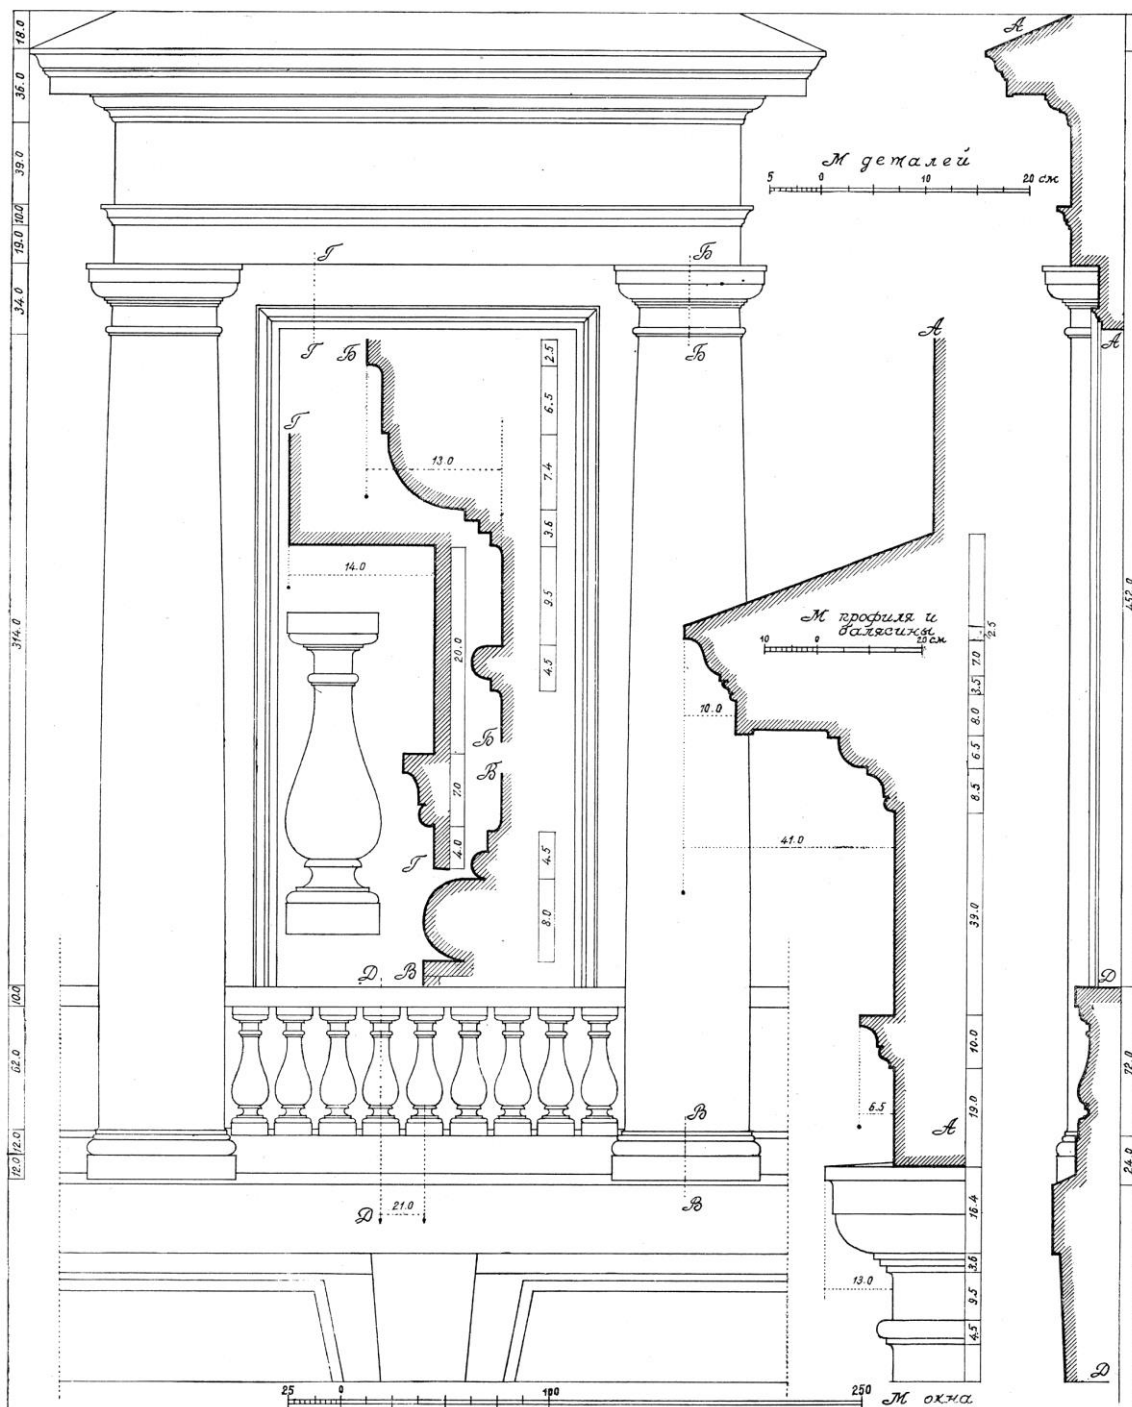 18.0
36.0
39.0
10.0
19.0
34.0
314.0
10.0
62.0
12.0
12.0
А
М деталей
5 0 10 20 см
Г
Б
Г
Б
Б
А
А
2.5
6.5
7.4
3.6
9.5
4.5
13.0
Г
14.0
20.0
7.0
4.0
Г
Б
В
4.5
8.0
В
Д
М профиля и
балясины
10 0 20 см
2.5
7.0
3.5
8.0
6.5
8.5
39.0
10.0
19.0
16.4
3.6
9.5
4.5
10.0
41.0
6.5
А
13.0
452.0
Д
72.0
24.0
Д
В
В
Д
21.0
25 0 100 250
М окна